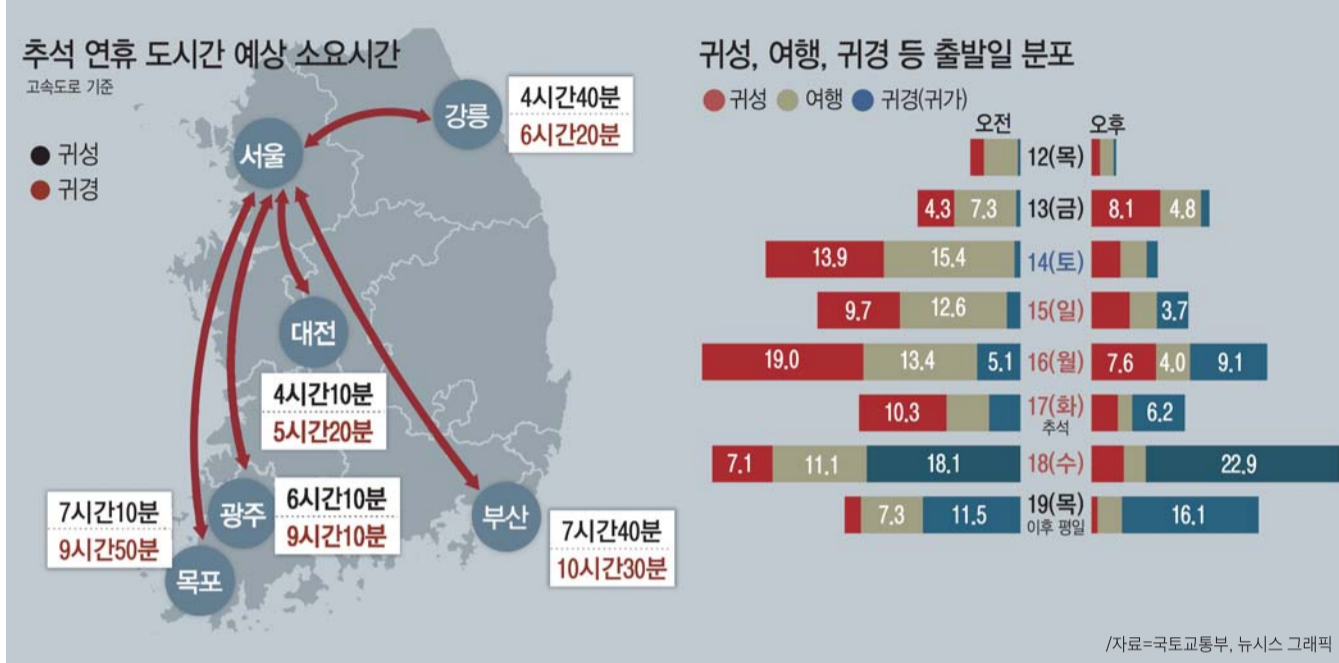 추석 연휴 도시간 예상 소요시간
고속도로 기준
귀성
귀경
서울
강릉
4시간40분
6시간20분
대전
4시간10분
5시간20분
광주
6시간10분
9시간10분
7시간10분
9시간50분
목포
부산
7시간40분
10시간30분
귀성, 여행, 귀경 등 출발일 분포
귀성 여행 귀경(귀가)
오전 오후
12(목)
4.3 7.3 13(금) 8.1 4.8
13.9 15.4 14(토)
9.7 12.6 15(일) 3.7
19.0 13.4 5.1 16(월) 7.6 4.0 9.1
10.3 17(화) 6.2
추석
7.1 11.1 18.1 18(수) 22.9
7.3 11.5 19(목) 16.1
이후 평일
/자료=국토교통부, 뉴시스 그래픽